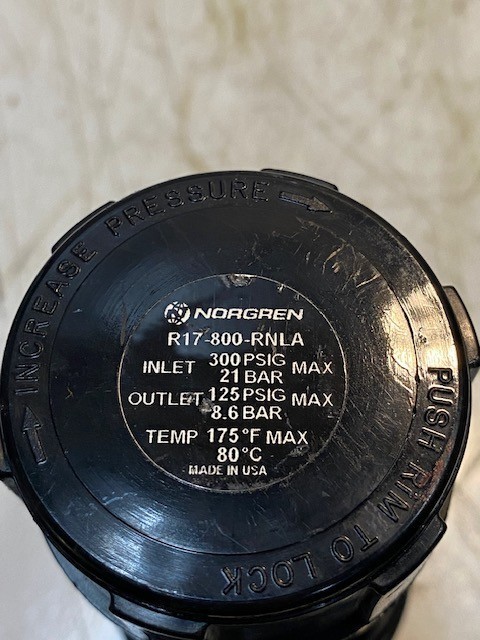 INCREASE PRESSURE
NORGREN
R17-800-RNLA
INLET 300 PSIG MAX
21 BAR
OUTLET 125 PSIG MAX
8.6 BAR
TEMP 175°F MAX
80°C
MADE IN USA
PUSH RIM TO LOCK